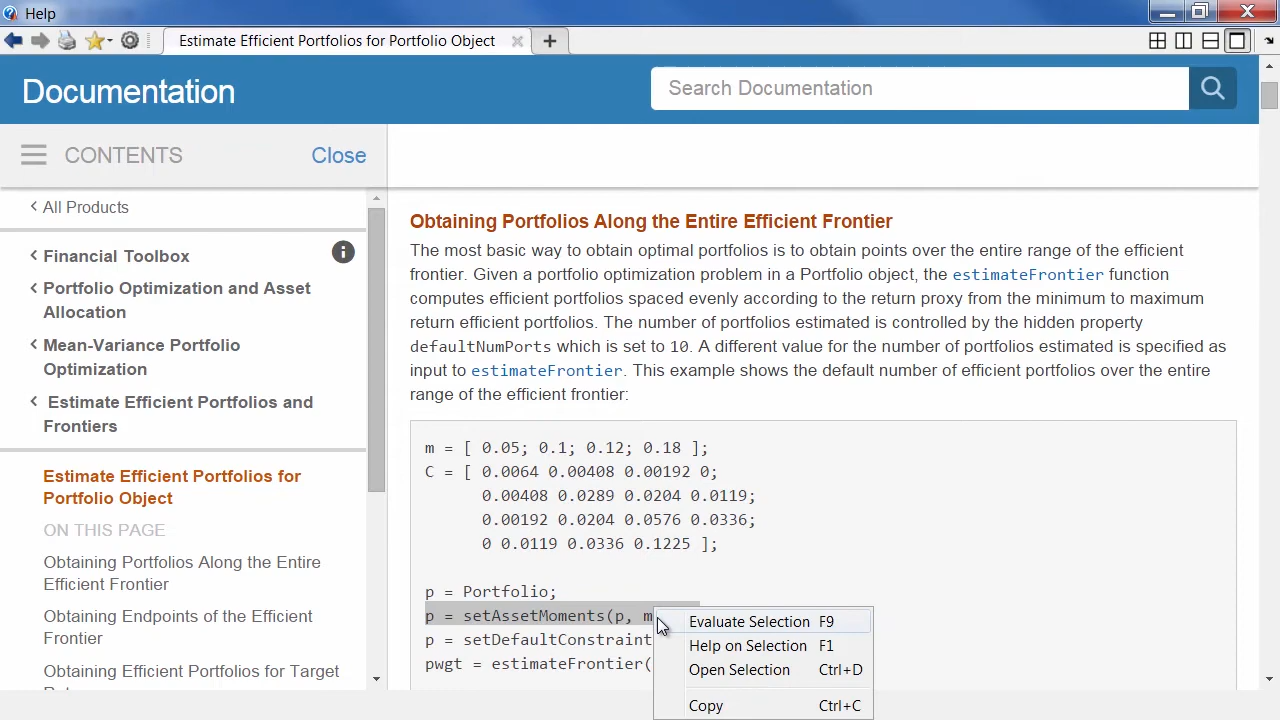 Help
Estimate Efficient Portfolios for Portfolio Object
Documentation
Search Documentation
CONTENTS
Close
All Products
Financial Toolbox
Portfolio Optimization and Asset
Allocation
Mean-Variance Portfolio
Optimization
Estimate Efficient Portfolios and
Frontiers
Estimate Efficient Portfolios for
Portfolio Object
ON THIS PAGE
Obtaining Portfolios Along the Entire
Efficient Frontier
Obtaining Endpoints of the Efficient
Frontier
Obtaining Efficient Portfolios for Target
Obtaining Portfolios Along the Entire Efficient Frontier
The most basic way to obtain optimal portfolios is to obtain points over the entire range of the efficient
frontier. Given a portfolio optimization problem in a Portfolio object, the estimateFrontier function
computes efficient portfolios spaced evenly according to the return proxy from the minimum to maximum
return efficient portfolios. The number of portfolios estimated is controlled by the hidden property
defaultNumPorts which is set to 10. A different value for the number of portfolios estimated is specified as
input to estimateFrontier. This example shows the default number of efficient portfolios over the entire
range of the efficient frontier:
m = [ 0.05; 0.1; 0.12; 0.18 ];
C = [ 0.0064 0.00408 0.00192 0;
0.00408 0.0289 0.0204 0.0119;
0.00192 0.0204 0.0576 0.0336;
0 0.0119 0.0336 0.1225 ];
p = Portfolio;
p = setAssetMoments(p, m
p = setDefaultConstraint
pwgt = estimateFrontier(
Evaluate Selection F9
Help on Selection F1
Open Selection Ctrl+D
Copy Ctrl+C